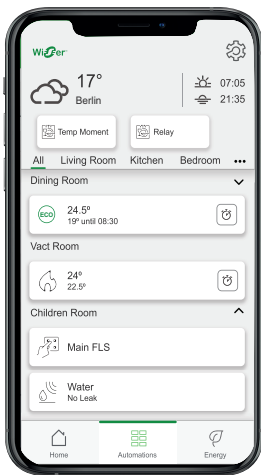 Wiser
17°
Berlin
07:05
21:35
Temp Moment
Relay
All Living Room Kitchen Bedroom •••
Dining Room
ECO
24.5º
19º until 08:30
Vact Room
24º
22.5º
Children Room
Main FLS
Water
No Leak
Home Automations Energy